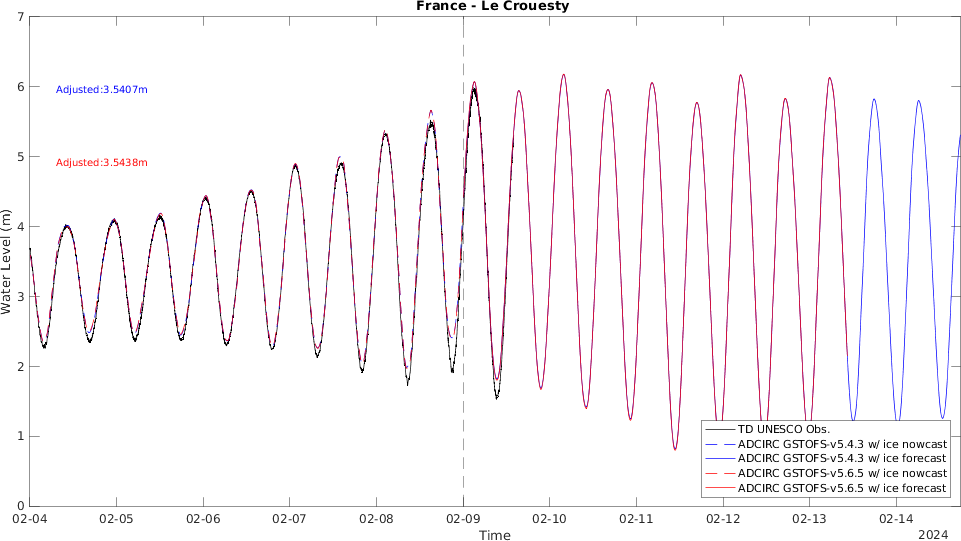 France - Le Crouesty
7
6
5
4
3
2
1
0
Water Level (m)
Adjusted:3.5407m
Adjusted:3.5438m
TD UNESCO Obs.
ADCIRC GSTOFS-v5.4.3 w/ ice nowcast
ADCIRC GSTOFS-v5.4.3 w/ ice forecast
ADCIRC GSTOFS-v5.6.5 w/ ice nowcast
ADCIRC GSTOFS-v5.6.5 w/ ice forecast
02-04 02-05 02-06 02-07 02-08 02-09 02-10 02-11 02-12 02-13 02-14
Time
2024